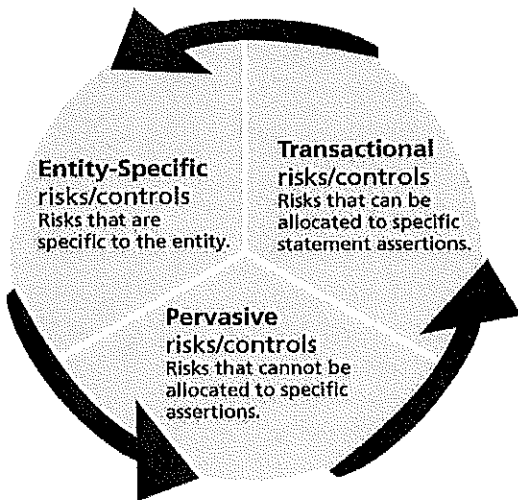 Entity-Specific
risks/controls
Risks that are
specific to the entity.
Transactional
risks/controls
Risks that can be
allocated to specific
statement assertions.
Pervasive
risks/controls
Risks that cannot be
allocated to specific
assertions.